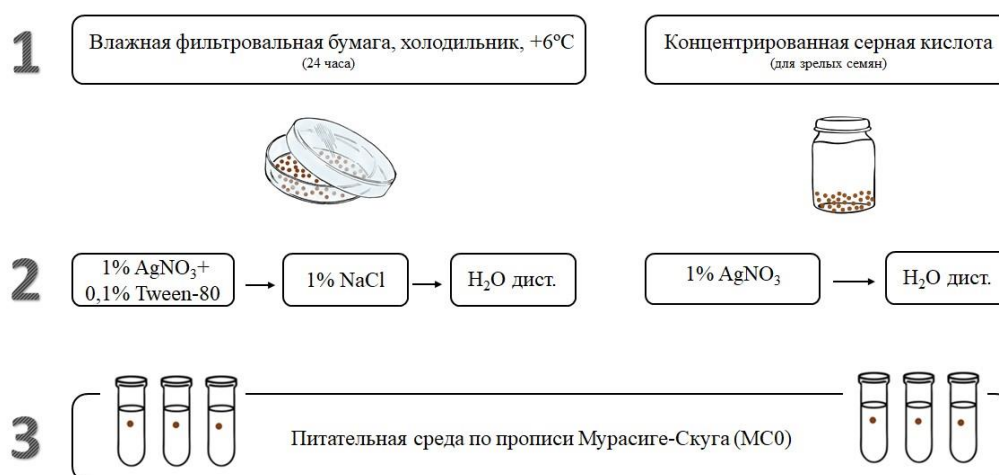 1
Влажная фильтровальная бумага, холодильник, +6ºС
(24 часа)
Концентрированная серная кислота
(для зрелых семян)
2
1% AgNO₃+
0,1% Tween-80
1% NaCl
H₂O дист.
1% AgNO₃
H₂O дист.
3
Питательная среда по прописи Мурасиге-Скуга (МС0)